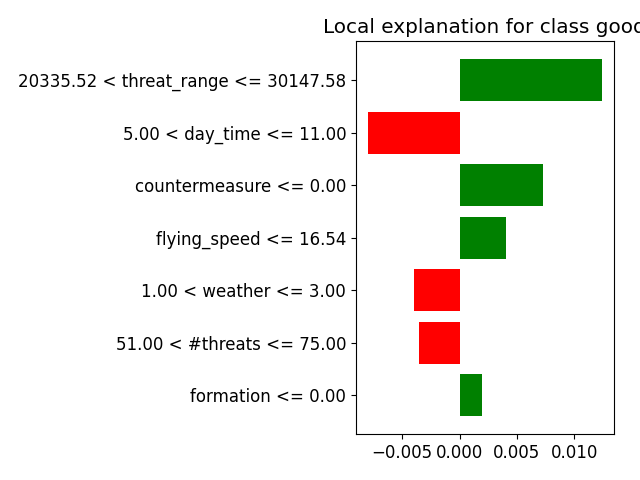 Local explanation for class good
20335.52 < threat_range <= 30147.58
5.00 < day_time <= 11.00
countermeasure <= 0.00
flying_speed <= 16.54
1.00 < weather <= 3.00
51.00 < #threats <= 75.00
formation <= 0.00
−0.005 0.000 0.005 0.010